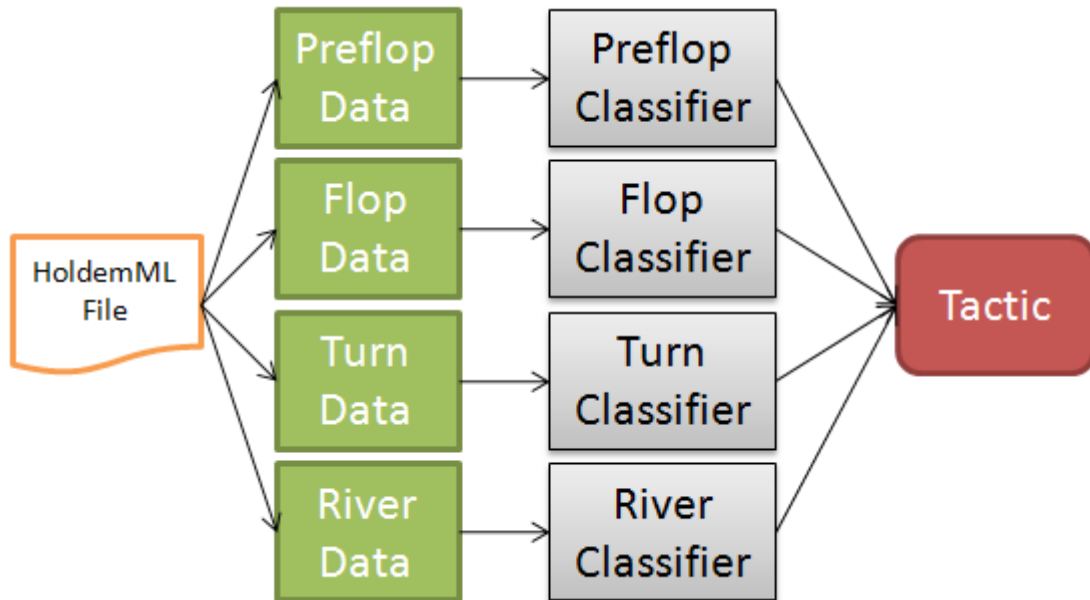 HoldemML
File
Preflop
Data
Flop
Data
Turn
Data
River
Data
Preflop
Classifier
Flop
Classifier
Turn
Classifier
River
Classifier
Tactic